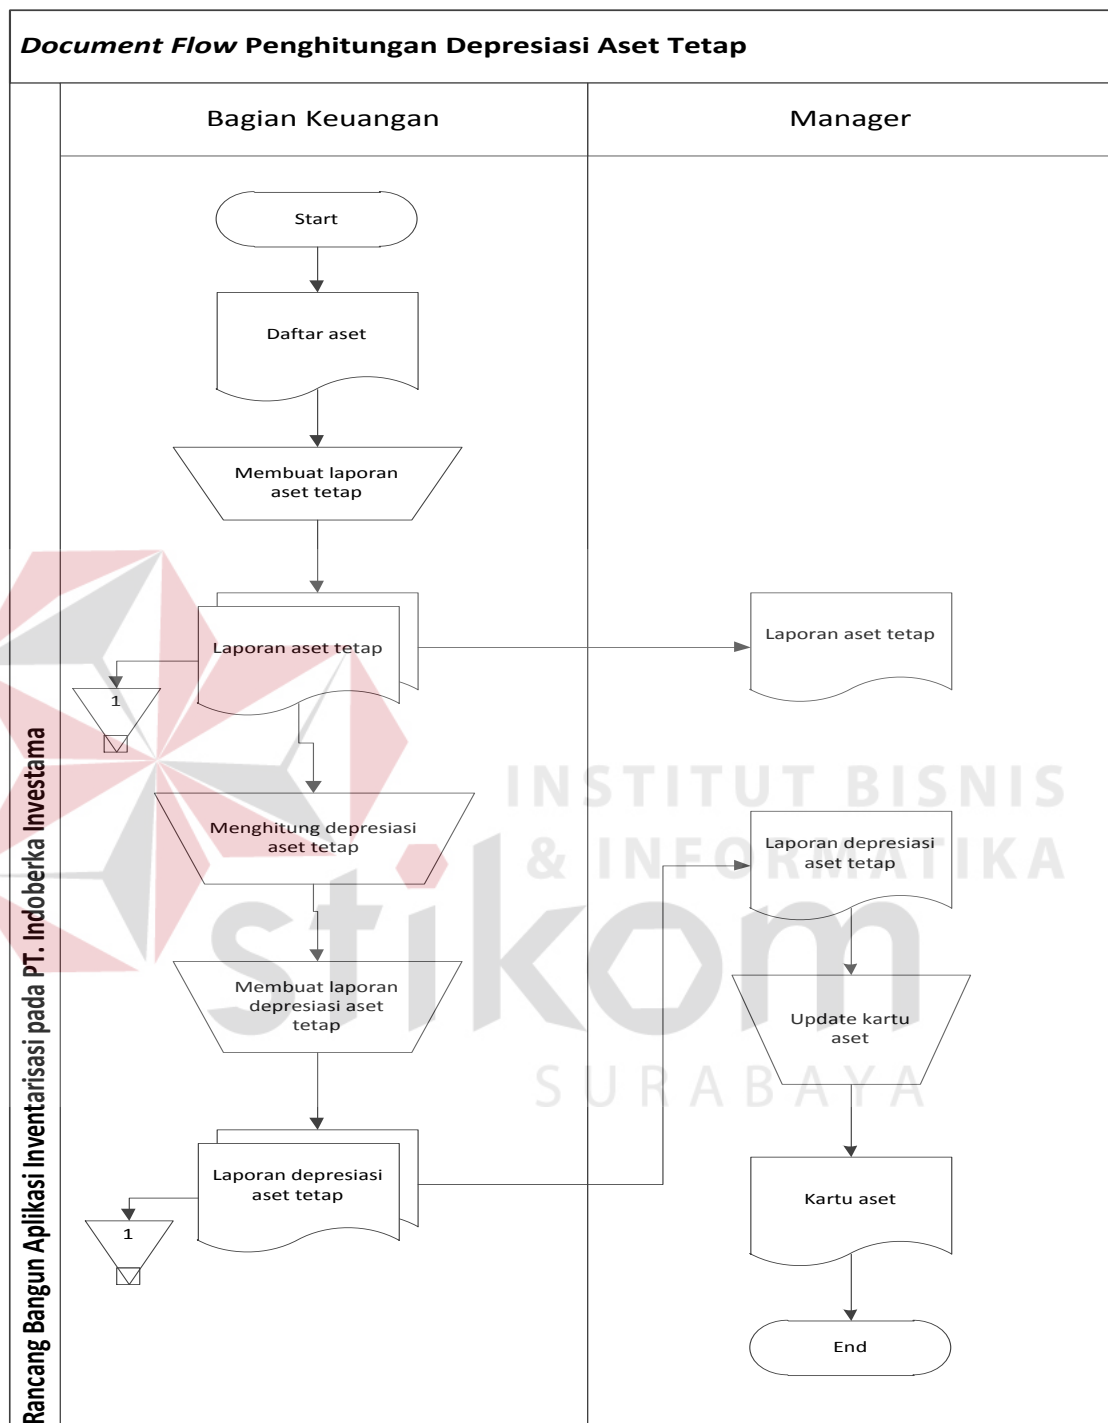 Document Flow Penghitungan Depresiasi Aset Tetap
Rancang Bangun Aplikasi Inventarisasi pada PT. Indoberka Investama
Bagian Keuangan
Manager
Start
Daftar aset
Membuat laporan
aset tetap
Laporan aset tetap
1
Laporan aset tetap
Menghitung depresiasi
aset tetap
Membuat laporan
depresiasi aset
tetap
Laporan depresiasi
aset tetap
1
Laporan depresiasi
aset tetap
Update kartu
aset
Kartu aset
End
INSTITUT BISNIS
& INFORMATIKA
stikom
SURABAYA